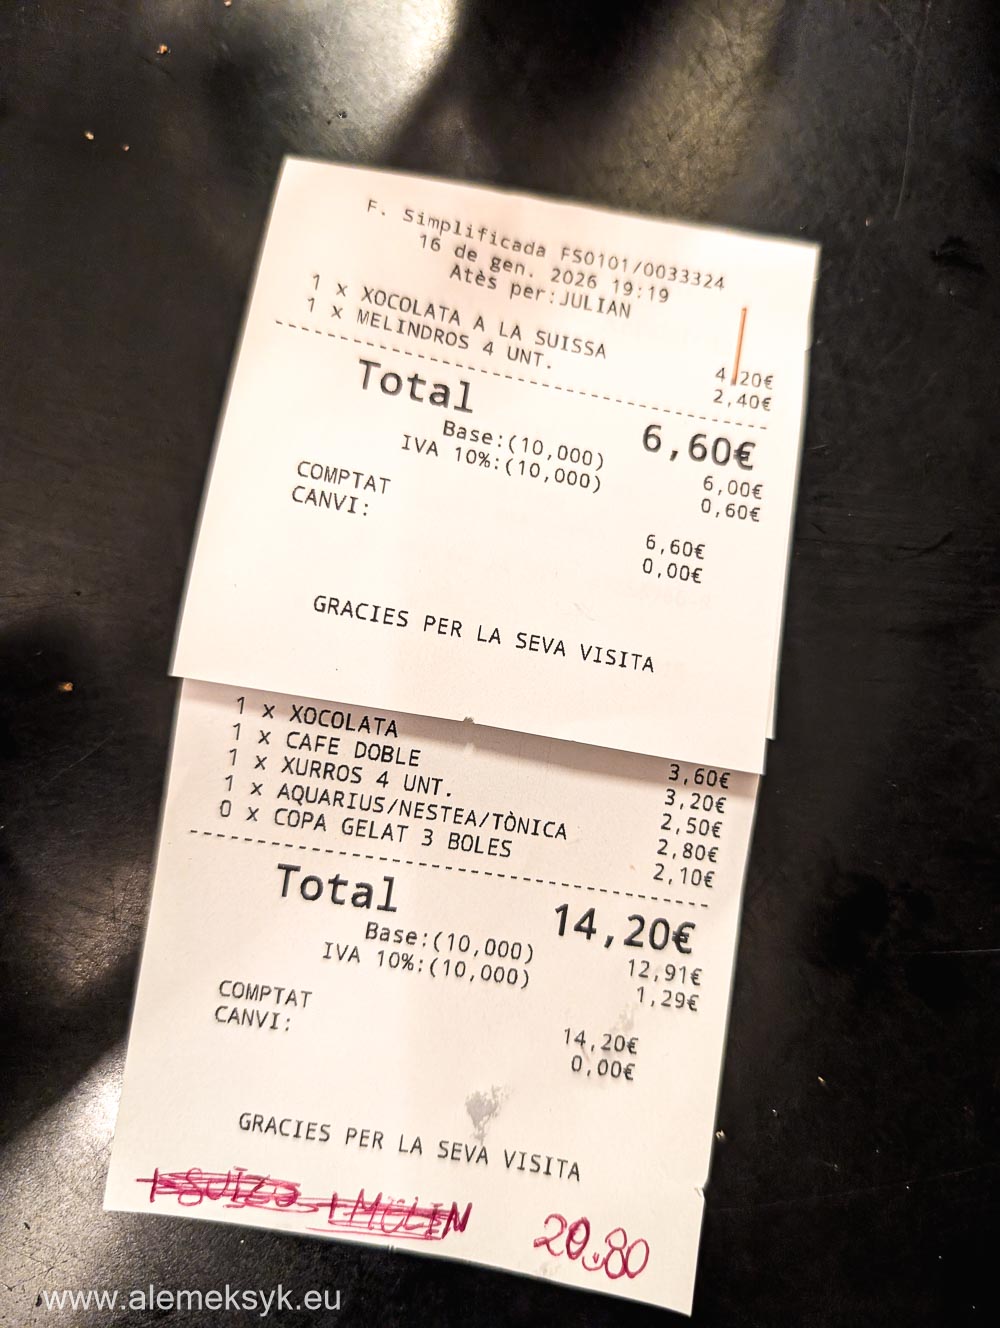 F. Simplificada FS0101/0033324
16 de gen. 2026 19:19
Atès per:JULIAN
1 x XOCOLATA A LA SUISSA 4,20€
1 x MELINDROS 4 UNT. 2,40€
Total 6,60€
Base:(10,000) 6,00€
IVA 10%:(10,000) 0,60€
COMPTAT 6,60€
CANVI: 0,00€
GRACIES PER LA SEVA VISITA
1 x XOCOLATA 3,60€
1 x CAFE DOBLE 3,20€
1 x XURROS 4 UNT. 2,50€
1 x AQUARIUS/NESTEA/TÒNICA 2,80€
0 x COPA GELAT 3 BOLES 2,10€
Total 14,20€
Base:(10,000) 12,91€
IVA 10%:(10,000) 1,29€
COMPTAT 14,20€
CANVI: 0,00€
GRACIES PER LA SEVA VISITA
1 SUIZO 1 MELIN 20,80
www.alemeksyk.eu